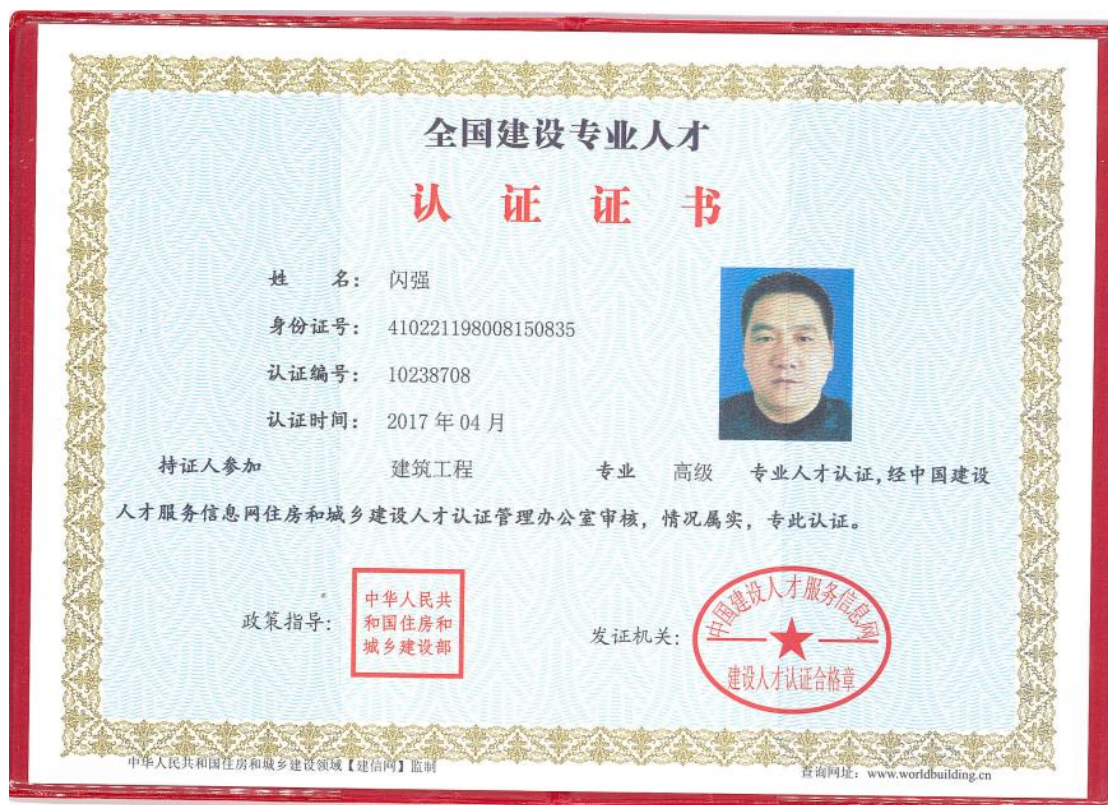 全国建设专业人才
认证证书
姓 名： 闪强
身份证号： 410221198008150835
认证编号： 10238708
认证时间： 2017 年 04 月
持证人参加 建筑工程 专业 高级 专业人才认证,经中国建设
人才服务信息网住房和城乡建设人才认证管理办公室审核，情况属实，专此认证。
政策指导：
中华人民共
和国住房和
城乡建设部
发证机关：
中国建设人才服务信息网
建设人才认证合格章
中华人民共和国住房和城乡建设领域【建信网】监制
查询网址：www.worldbuilding.cn